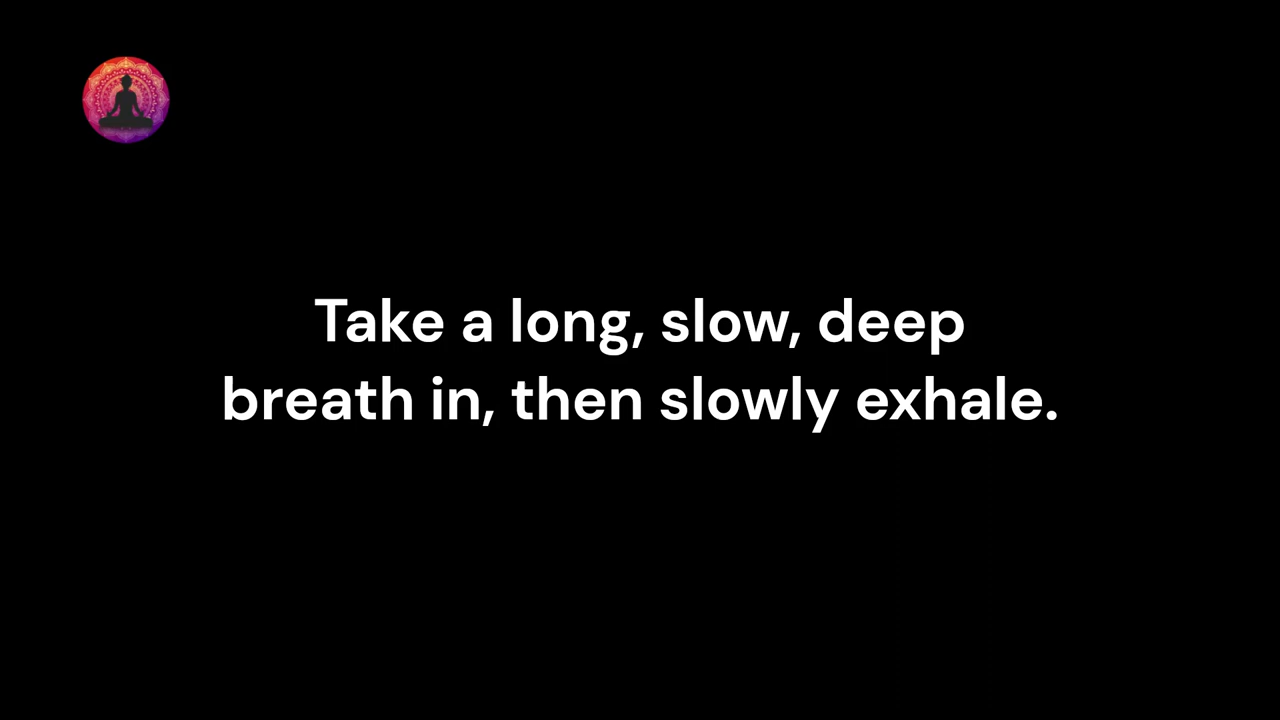 Take a long, slow, deep
breath in, then slowly exhale.